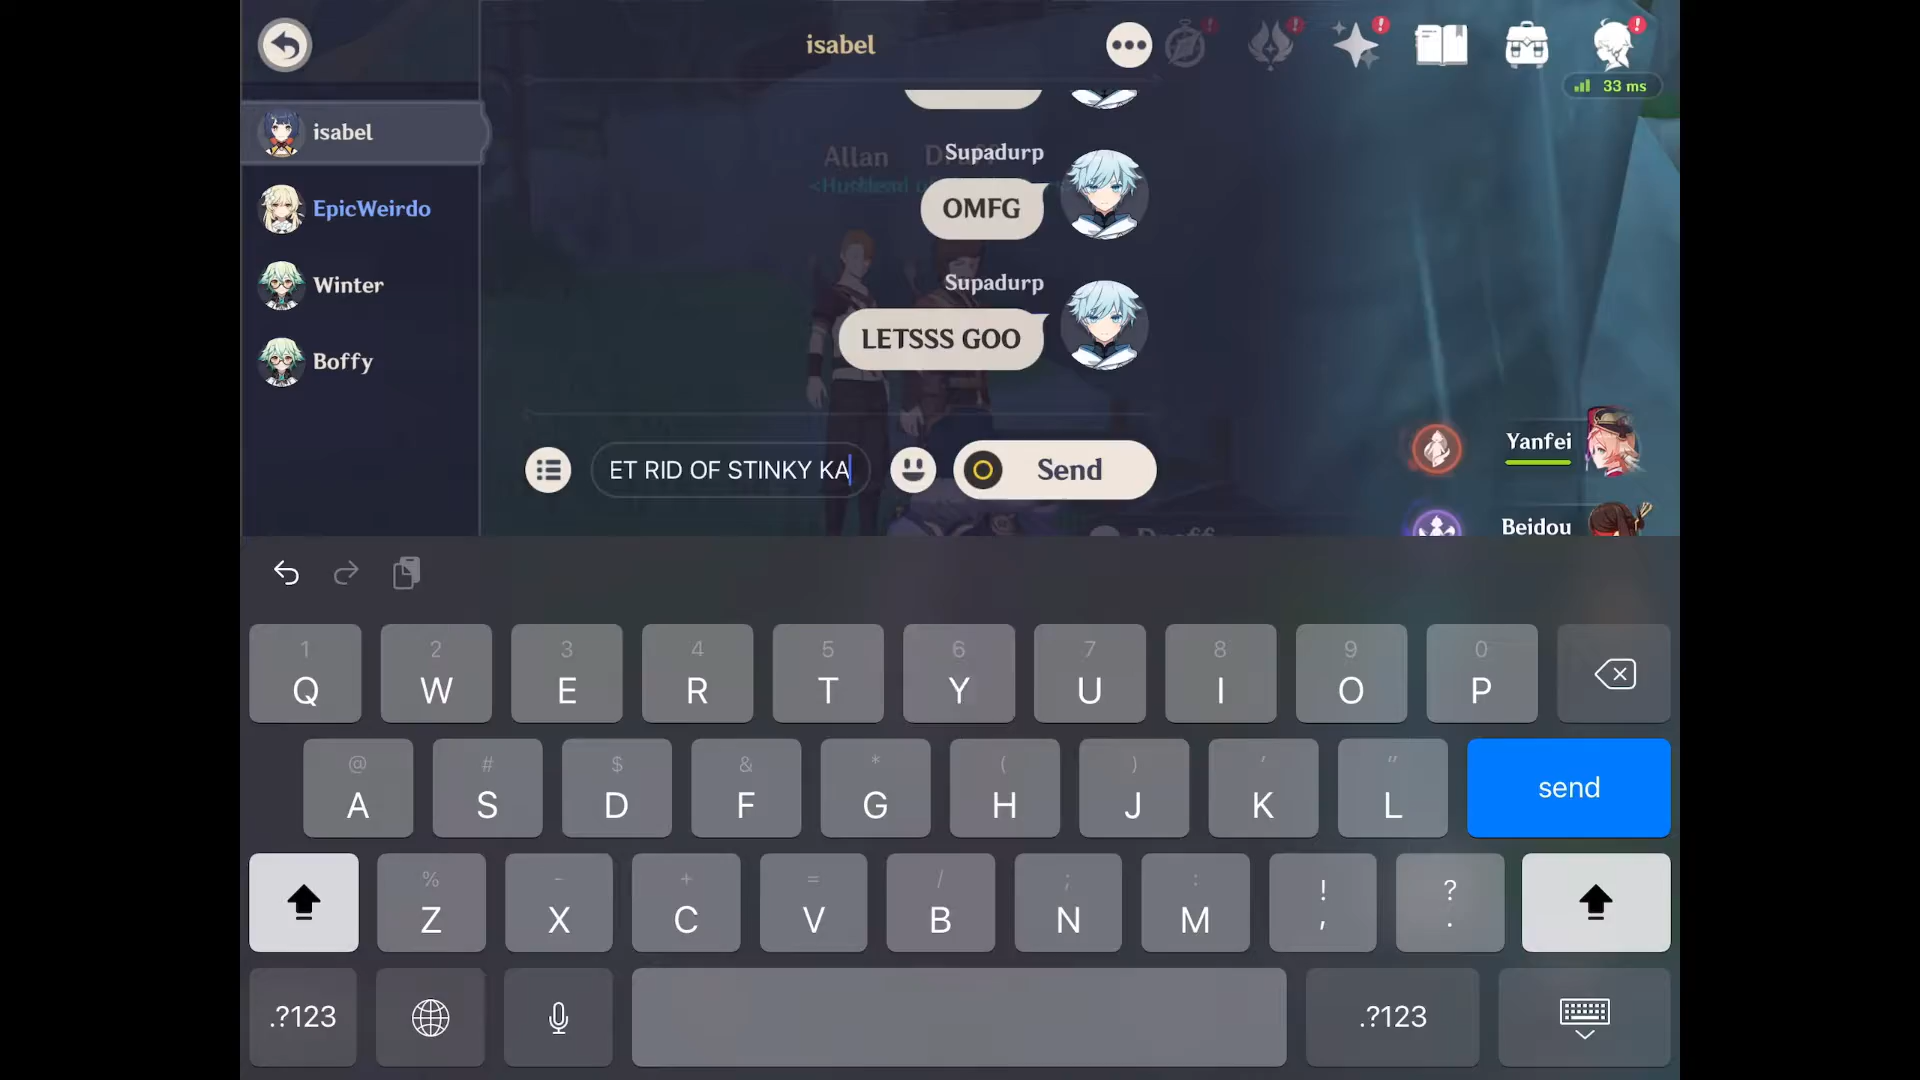 isabel
33 ms
isabel
EpicWeirdo
Winter
Boffy
Allan
Supadurp
OMFG
Supadurp
LETSSS GOO
ET RID OF STINKY KA
Send
Yanfei
Beidou
1 2 3 4 5 6 7 8 9 0
Q W E R T Y U I O P
@ # $ & * ( ) ' "
A S D F G H J K L send
% - + = / ; : ! ?
Z X C V B N M , .
.?123 .?123